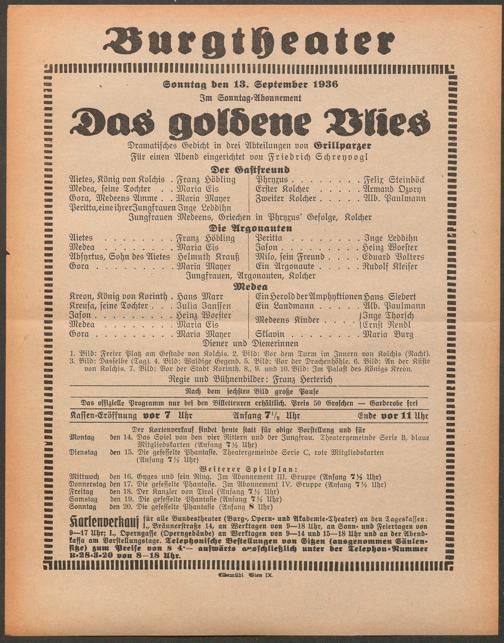 Burgtheater
Sonntag den 13. September 1936
Im Sonntag-Abonnement
Das goldene Vlies
Dramatisches Gedicht in drei Abteilungen von Grillparzer
Für einen Abend eingerichtet von Friedrich Schreyvogl
Der Gastfreund
Aietes, König von Kolchis . Franz Höbling
Medea, seine Tochter . . Maria Eis
Gora, Medeens Amme . . Maria Mayer
Peritta, eine ihrer Jungfrauen Inge Leddihn
Phryxus . . . . . . . . Felix Steinböck
Erster Kolcher . . . . . Armand Ozory
Zweiter Kolcher . . . . . Alb. Paulmann
Jungfrauen Medeens, Griechen in Phryxus' Gefolge, Kolcher
Die Argonauten
Aietes . . . . . . . Franz Höbling
Medea . . . . . . . Maria Eis
Absyrtus, Sohn des Aietes Helmuth Krauß
Gora . . . . . . . Maria Mayer
Peritta . . . . . . . . Inge Leddihn
Jason . . . . . . . . Heinz Woester
Milo, sein Freund . . . . Eduard Volters
Ein Argonaute . . . . . Rudolf Kleiser
Jungfrauen, Argonauten, Kolcher
Medea
Kreon, König von Korinth . Hans Marr
Kreusa, seine Tochter . . . Julia Janssen
Jason . . . . . . . Heinz Woester
Medea . . . . . . . Maria Eis
Gora . . . . . . . Maria Mayer
Ein Herold der Amphyktionen Hans Siebert
Ein Landmann . . . . . Alb. Paulmann
Medeens Kinder . . . . Inge Thorsch
Ernst Rendl
Sklavin . . . . . . . Maria Burg
Diener und Dienerinnen
1. Bild: Freier Platz am Gestade von Kolchis. 2. Bild: Vor dem Turm im Innern von Kolchis (Nacht).
3. Bild: Dasselbe (Tag). 4. Bild: Waldige Gegend. 5. Bild: Vor der Drachenhöhle. 6. Bild: An der Küste
von Kolchis. 7. Bild: Vor der Stadt Korinth. 8., 9. und 10. Bild: Im Palast des Königs Kreon.
Regie und Bühnenbilder: Franz Herterich
Nach dem sechsten Bild große Pause
Das offizielle Programm nur bei den Billetteuren erhältlich. Preis 50 Groschen — Garderobe frei
Kassen-Eröffnung vor 7 Uhr Anfang 7½ Uhr Ende vor 11 Uhr
Der Kartenverkauf findet heute statt für obige Vorstellung und für
Montag den 14. Das Spiel von den vier Rittern und der Jungfrau. Theatergemeinde Serie B, blaue
Mitgliedskarten (Anfang 7½ Uhr)
Dienstag den 15. Die gefesselte Phantasie. Theatergemeinde Serie C, rote Mitgliedskarten
(Anfang 7½ Uhr)
Weiterer Spielplan:
Mittwoch den 16. Gyges und sein Ring. Im Abonnement III. Gruppe (Anfang 7½ Uhr)
Donnerstag den 17. Die gefesselte Phantasie. Im Abonnement IV. Gruppe (Anfang 7½ Uhr)
Freitag den 18. Der Kanzler von Tirol (Anfang 7½ Uhr)
Samstag den 19. Die gefesselte Phantasie (Anfang 7½ Uhr)
Sonntag den 20. Die gefesselte Phantasie (Anfang 8 Uhr)
Kartenverkauf für alle Bundestheater (Burg-, Opern- und Akademie-Theater) an den Tageskassen:
I., Bräunerstraße 14, an Werktagen von 9—18 Uhr, an Sonn- und Feiertagen von
9—17 Uhr; I., Operngasse (Operngebäude) an Werktagen von 9—14 und 15—18 Uhr und an der Abend-
kassa am Vorstellungstage. Telephonische Bestellungen von Sitzen (ausgenommen Säulen-
sitze) zum Preise von S 4·— aufwärts ausschließlich unter der Telephon-Nummer
R-28-3-20 von 8—18 Uhr.
Elbemühl Wien IX.